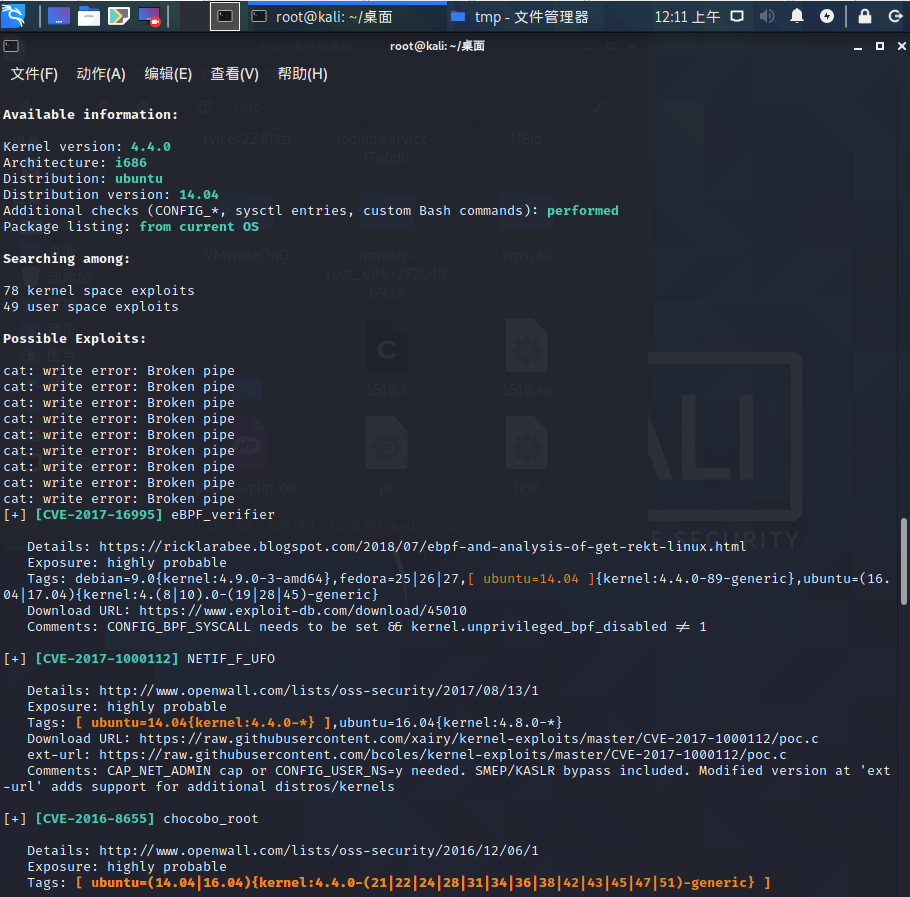 root@kali: ~/桌面
tmp - 文件管理器
12:11 上午
root@kali: ~/桌面
文件(F) 动作(A) 编辑(E) 查看(V) 帮助(H)
Available information:
Kernel version: 4.4.0
Architecture: i686
Distribution: ubuntu
Distribution version: 14.04
Additional checks (CONFIG_*, sysctl entries, custom Bash commands): performed
Package listing: from current OS
Searching among:
78 kernel space exploits
49 user space exploits
Possible Exploits:
cat: write error: Broken pipe
cat: write error: Broken pipe
cat: write error: Broken pipe
cat: write error: Broken pipe
cat: write error: Broken pipe
cat: write error: Broken pipe
cat: write error: Broken pipe
cat: write error: Broken pipe
cat: write error: Broken pipe
[+] [CVE-2017-16995] eBPF_verifier
Details: https://ricklarabee.blogspot.com/2018/07/ebpf-and-analysis-of-get-rekt-linux.html
Exposure: highly probable
Tags: debian=9.0{kernel:4.9.0-3-amd64},fedora=25|26|27,[ ubuntu=14.04 ]{kernel:4.4.0-89-generic},ubuntu=(16.
04|17.04){kernel:4.(8|10).0-(19|28|45)-generic}
Download URL: https://www.exploit-db.com/download/45010
Comments: CONFIG_BPF_SYSCALL needs to be set && kernel.unprivileged_bpf_disabled != 1
[+] [CVE-2017-1000112] NETIF_F_UFO
Details: http://www.openwall.com/lists/oss-security/2017/08/13/1
Exposure: highly probable
Tags: [ ubuntu=14.04{kernel:4.4.0-*} ],ubuntu=16.04{kernel:4.8.0-*}
Download URL: https://raw.githubusercontent.com/xairy/kernel-exploits/master/CVE-2017-1000112/poc.c
ext-url: https://raw.githubusercontent.com/bcoles/kernel-exploits/master/CVE-2017-1000112/poc.c
Comments: CAP_NET_ADMIN cap or CONFIG_USER_NS=y needed. SMEP/KASLR bypass included. Modified version at 'ext
-url' adds support for additional distros/kernels
[+] [CVE-2016-8655] chocobo_root
Details: http://www.openwall.com/lists/oss-security/2016/12/06/1
Exposure: highly probable
Tags: [ ubuntu=(14.04|16.04){kernel:4.4.0-(21|22|24|28|31|34|36|38|42|43|45|47|51)-generic} ]